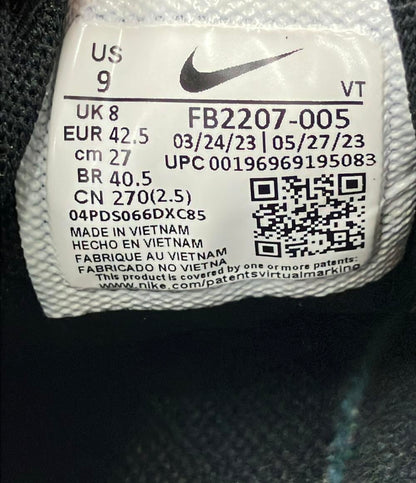 US
9
VT
UK 8
FB2207-005
EUR 42.5
03/24/23 | 05/27/23
cm 27
UPC 00196969195083
BR 40.5
CN 270(2.5)
04PDS066DXC85
MADE IN VIETNAM
HECHO EN VIETNAM
FABRIQUE AU VIETNAM
FABRICADO NO VIETNA
This product is covered by one or more patents:
www.nike.com/patentsvirtualmarking